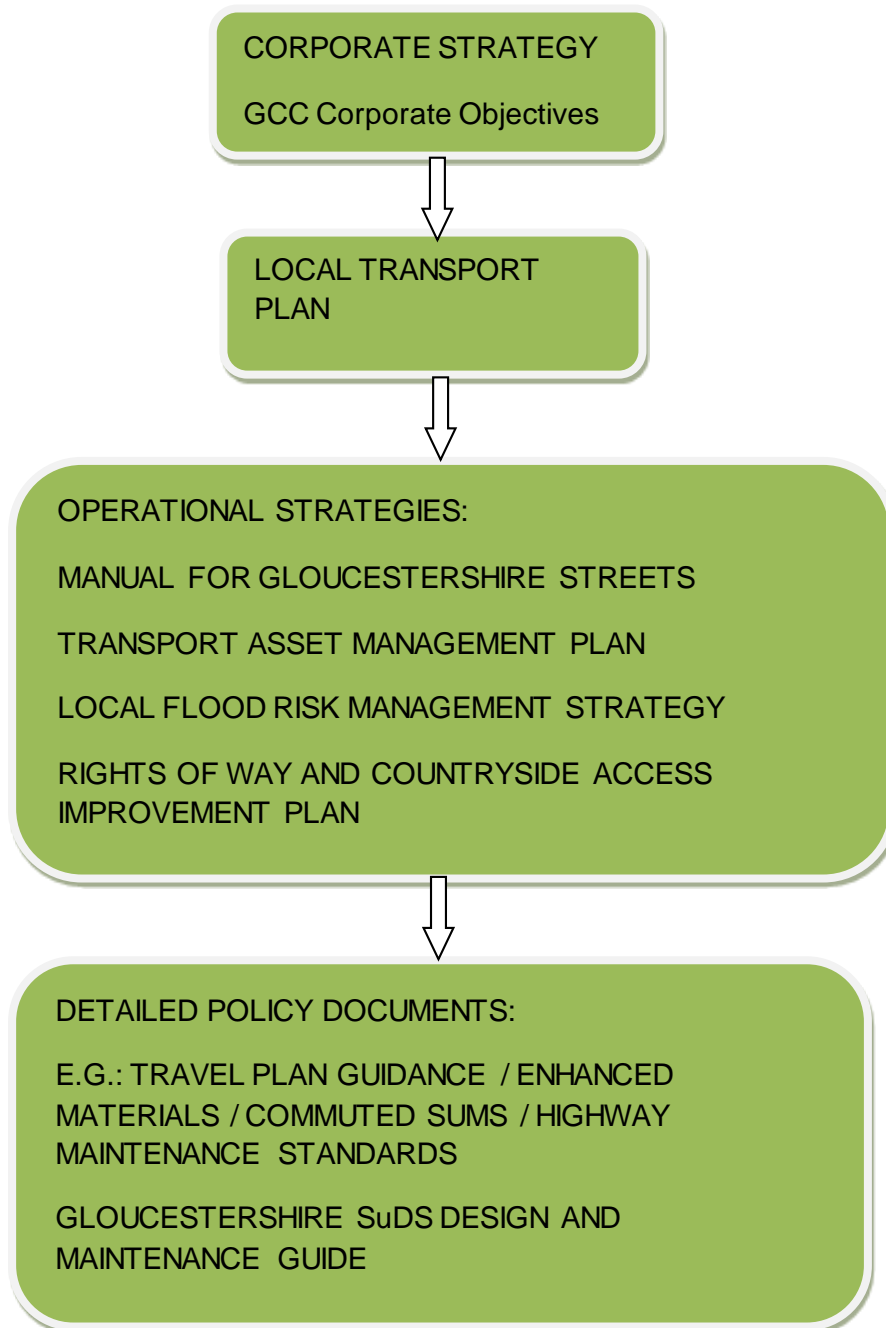 CORPORATE STRATEGY
GCC Corporate Objectives
LOCAL TRANSPORT
PLAN
OPERATIONAL STRATEGIES:
MANUAL FOR GLOUCESTERSHIRE STREETS
TRANSPORT ASSET MANAGEMENT PLAN
LOCAL FLOOD RISK MANAGEMENT STRATEGY
RIGHTS OF WAY AND COUNTRYSIDE ACCESS
IMPROVEMENT PLAN
DETAILED POLICY DOCUMENTS:
E.G.: TRAVEL PLAN GUIDANCE / ENHANCED
MATERIALS / COMMUTED SUMS / HIGHWAY
MAINTENANCE STANDARDS
GLOUCESTERSHIRE SuDS DESIGN AND
MAINTENANCE GUIDE